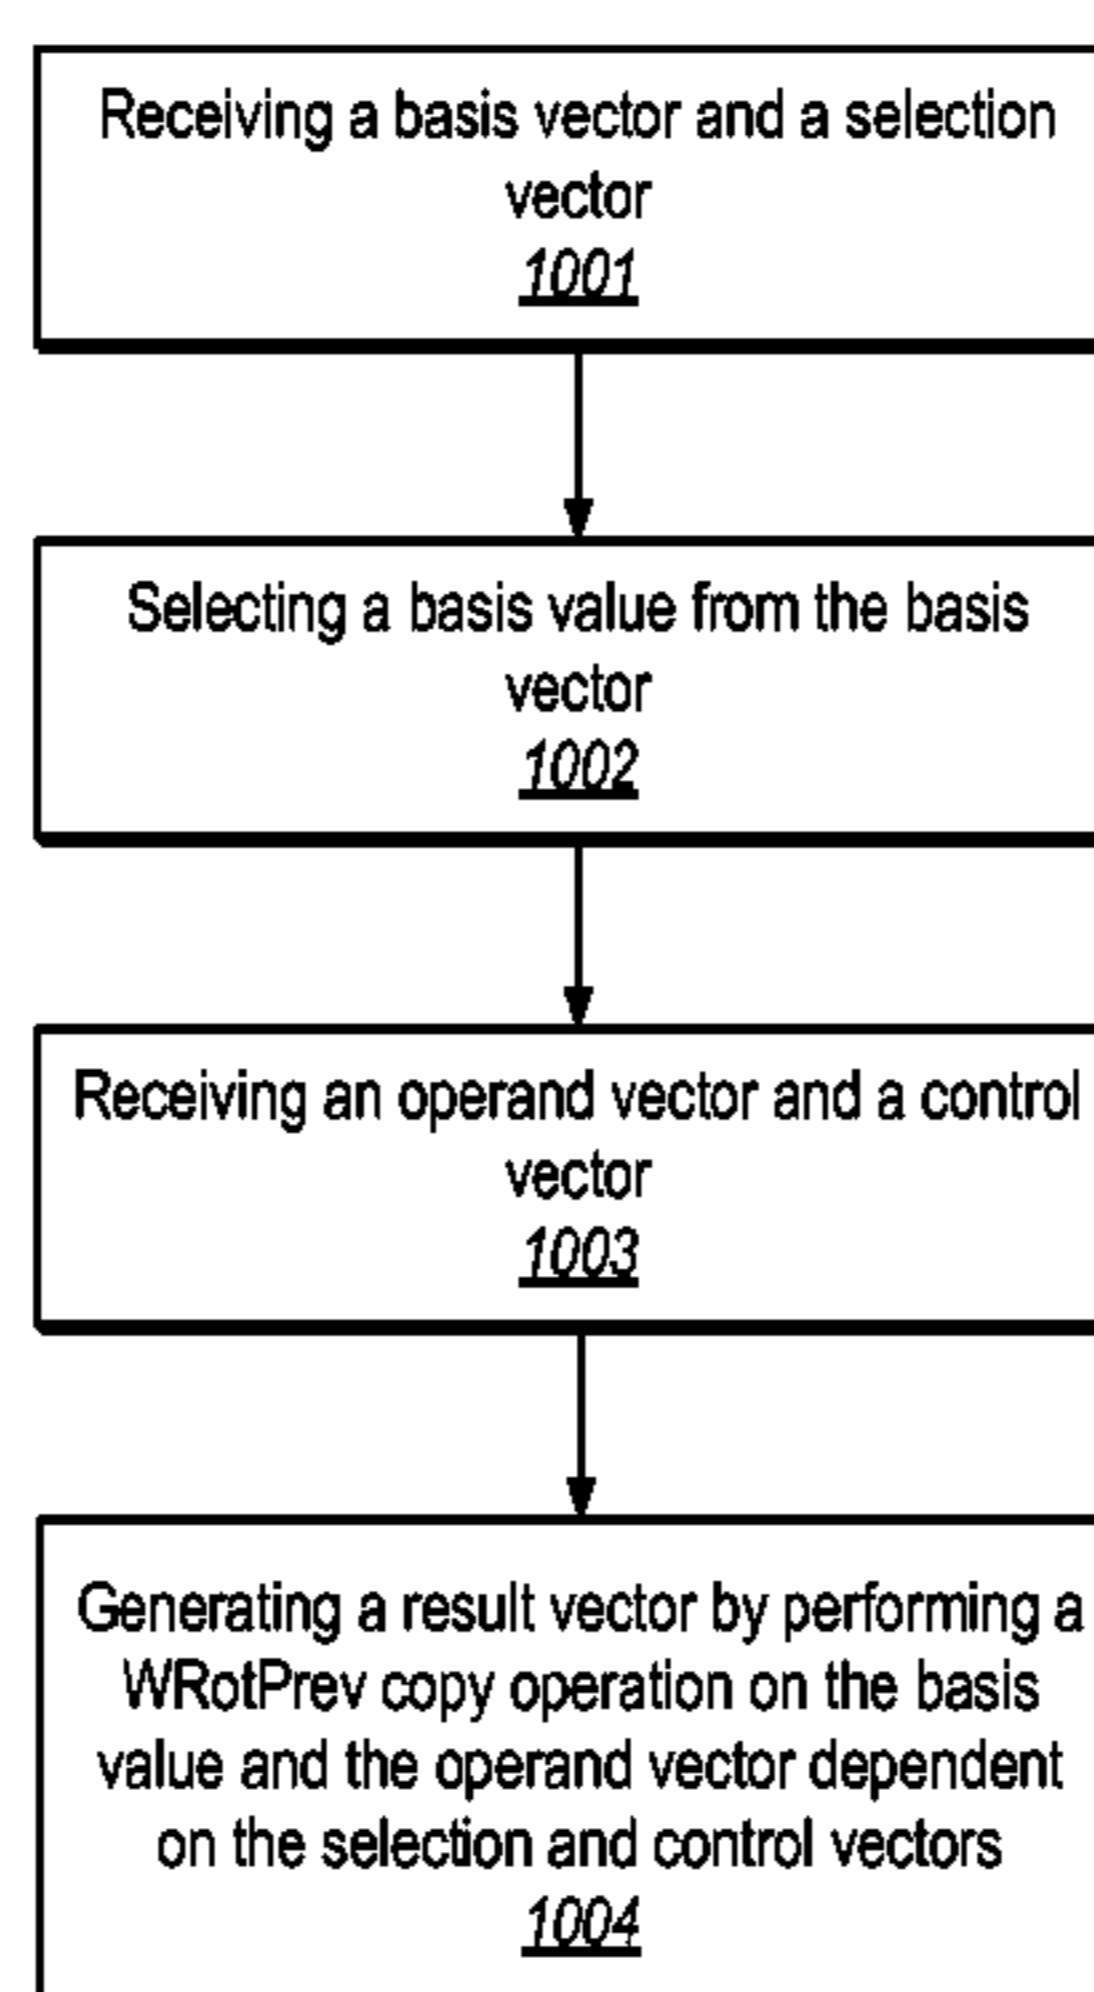 Receiving a basis vector and a selection
vector
1001
Selecting a basis value from the basis
vector
1002
Receiving an operand vector and a control
vector
1003
Generating a result vector by performing a
WRotPrev copy operation on the basis
value and the operand vector dependent
on the selection and control vectors
1004